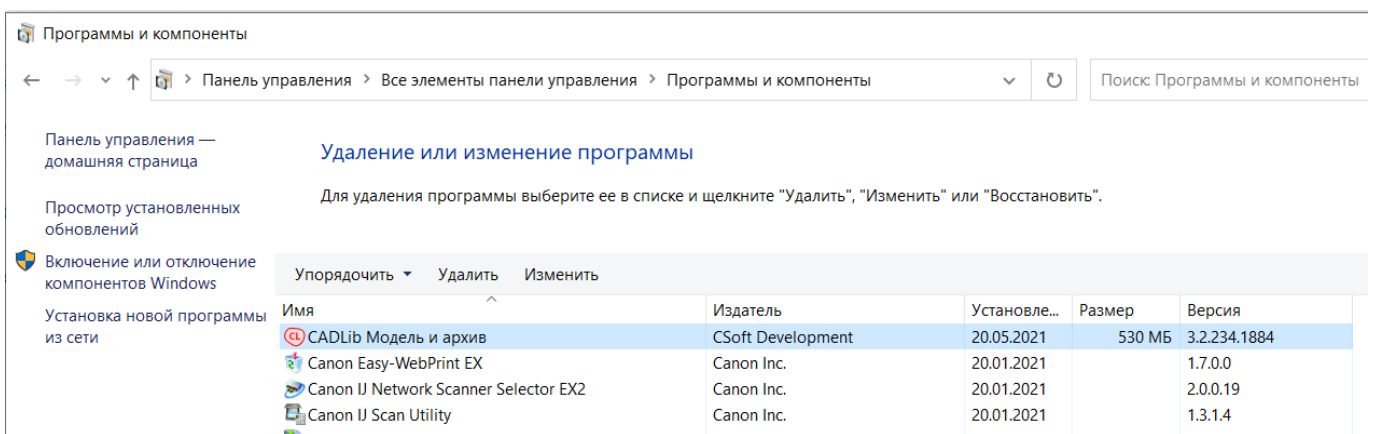 Программы и компоненты
Панель управления > Все элементы панели управления > Программы и компоненты
Поиск: Программы и компоненты
Панель управления —
домашняя страница
Просмотр установленных
обновлений
Включение или отключение
компонентов Windows
Установка новой программы
из сети
Удаление или изменение программы
Для удаления программы выберите ее в списке и щелкните "Удалить", "Изменить" или "Восстановить".
Упорядочить Удалить Изменить
Имя Издатель Установле... Размер Версия
CL CADLib Модель и архив CSoft Development 20.05.2021 530 МБ 3.2.234.1884
Canon Easy-WebPrint EX Canon Inc. 20.01.2021 1.7.0.0
Canon IJ Network Scanner Selector EX2 Canon Inc. 20.01.2021 2.0.0.19
Canon IJ Scan Utility Canon Inc. 20.01.2021 1.3.1.4